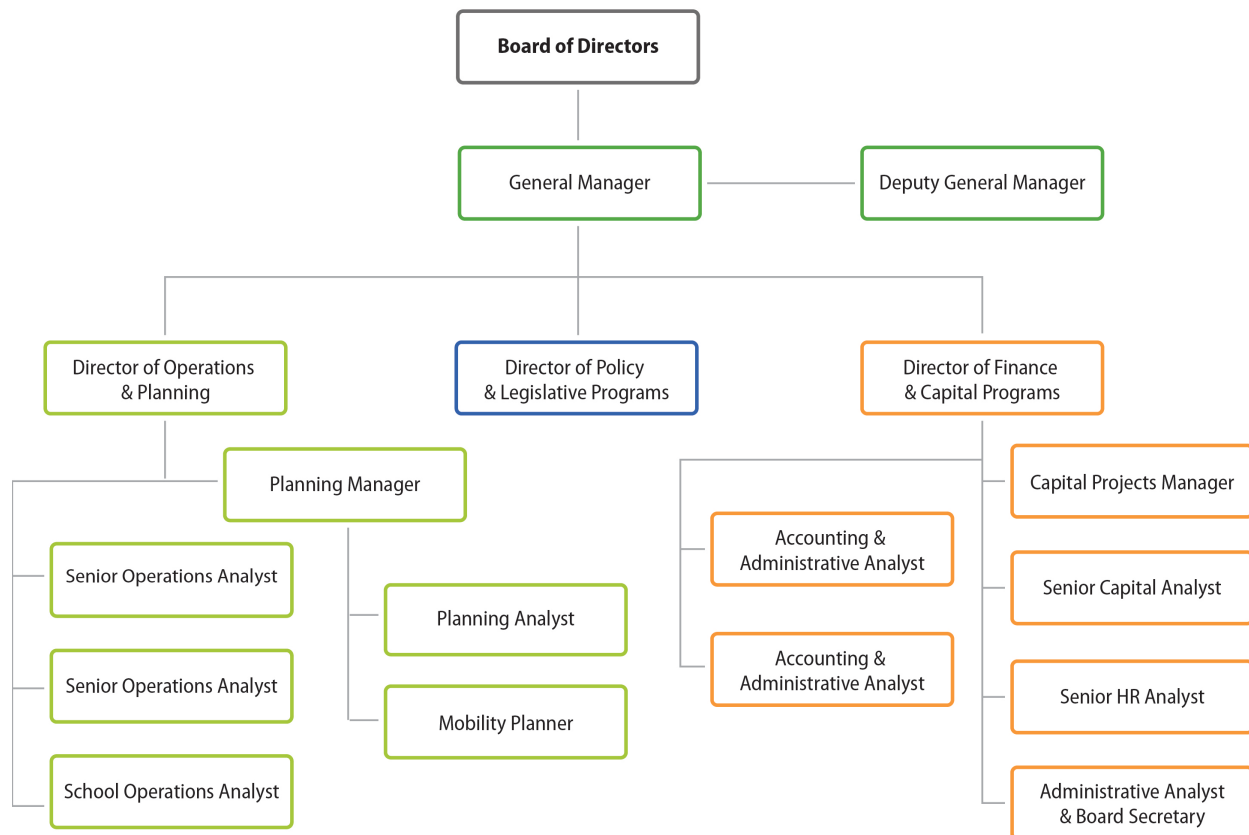 Board of Directors
General Manager
Deputy General Manager
Director of Operations
& Planning
Director of Policy
& Legislative Programs
Director of Finance
& Capital Programs
Planning Manager
Senior Operations Analyst
Senior Operations Analyst
School Operations Analyst
Planning Analyst
Mobility Planner
Accounting &
Administrative Analyst
Accounting &
Administrative Analyst
Capital Projects Manager
Senior Capital Analyst
Senior HR Analyst
Administrative Analyst
& Board Secretary